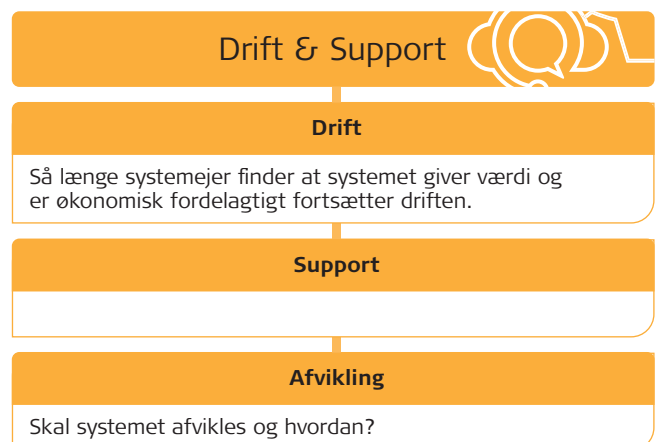 Drift & Support
Drift
Så længe systemejer finder at systemet giver værdi og
er økonomisk fordelagtigt fortsætter driften.
Support
Afvikling
Skal systemet afvikles og hvordan?